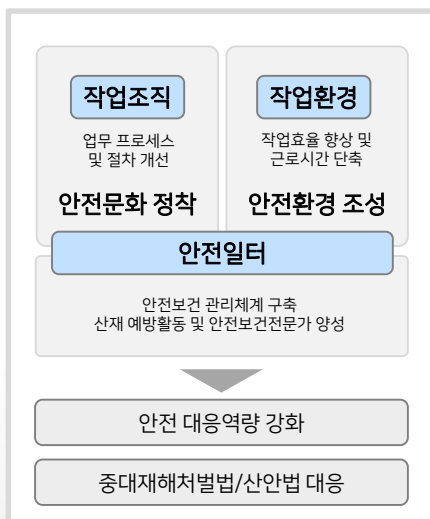 작업조직
업무 프로세스
및 절차 개선
안전문화 정착
작업환경
작업효율 향상 및
근로시간 단축
안전환경 조성
안전일터
안전보건 관리체계 구축
산재 예방활동 및 안전보건전문가 양성
안전 대응역량 강화
중대재해처벌법/산안법 대응